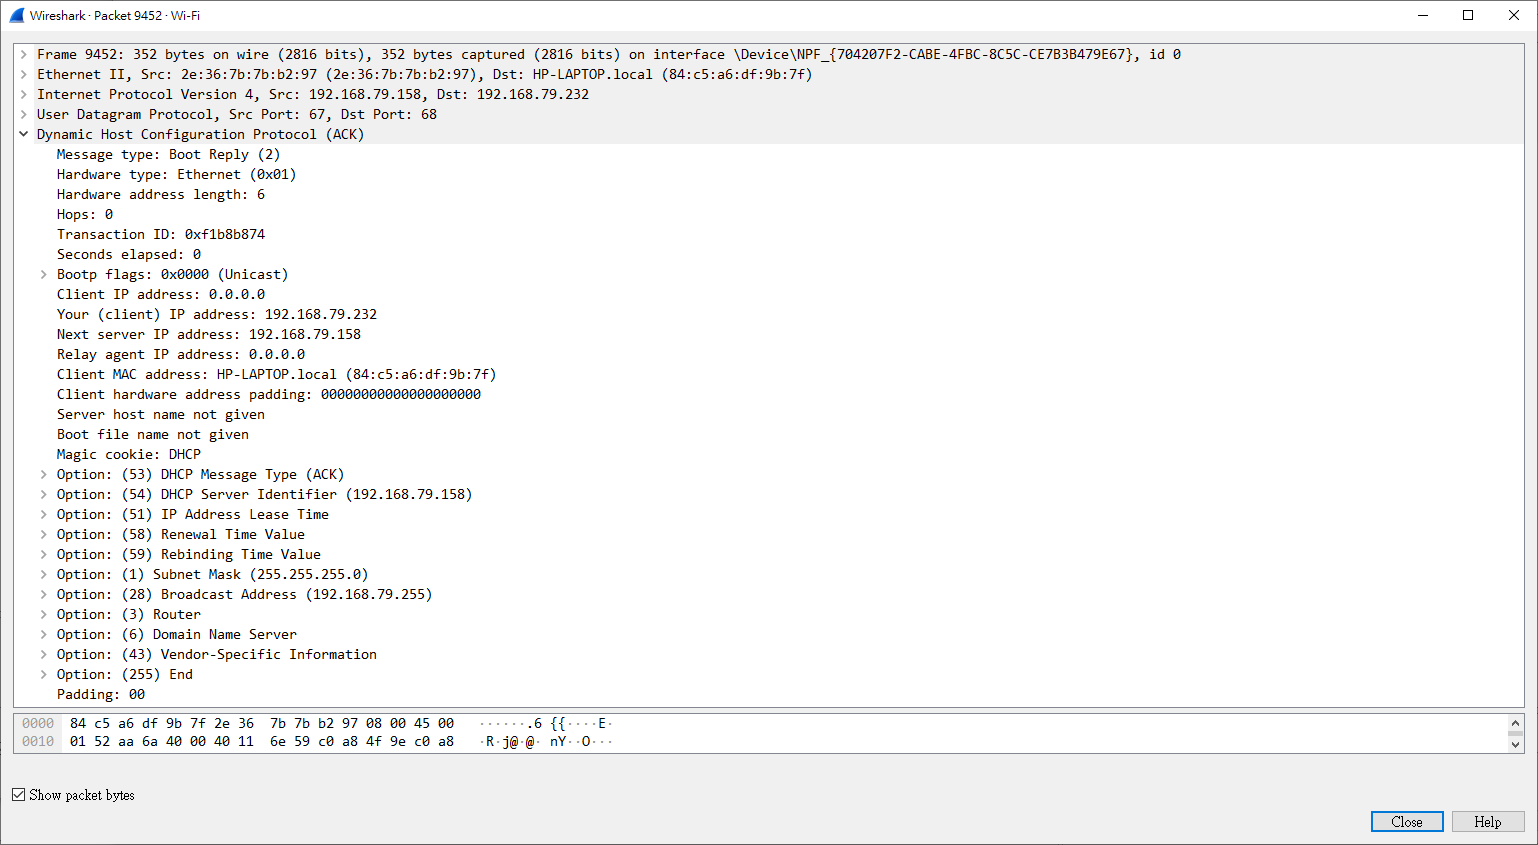 Wireshark · Packet 9452 · Wi-Fi
Frame 9452: 352 bytes on wire (2816 bits), 352 bytes captured (2816 bits) on interface \Device\NPF_{704207F2-CABE-4FBC-8C5C-CE7B3B479E67}, id 0
Ethernet II, Src: 2e:36:7b:7b:b2:97 (2e:36:7b:7b:b2:97), Dst: HP-LAPTOP.local (84:c5:a6:df:9b:7f)
Internet Protocol Version 4, Src: 192.168.79.158, Dst: 192.168.79.232
User Datagram Protocol, Src Port: 67, Dst Port: 68
Dynamic Host Configuration Protocol (ACK)
Message type: Boot Reply (2)
Hardware type: Ethernet (0x01)
Hardware address length: 6
Hops: 0
Transaction ID: 0xf1b8b874
Seconds elapsed: 0
Bootp flags: 0x0000 (Unicast)
Client IP address: 0.0.0.0
Your (client) IP address: 192.168.79.232
Next server IP address: 192.168.79.158
Relay agent IP address: 0.0.0.0
Client MAC address: HP-LAPTOP.local (84:c5:a6:df:9b:7f)
Client hardware address padding: 00000000000000000000
Server host name not given
Boot file name not given
Magic cookie: DHCP
Option: (53) DHCP Message Type (ACK)
Option: (54) DHCP Server Identifier (192.168.79.158)
Option: (51) IP Address Lease Time
Option: (58) Renewal Time Value
Option: (59) Rebinding Time Value
Option: (1) Subnet Mask (255.255.255.0)
Option: (28) Broadcast Address (192.168.79.255)
Option: (3) Router
Option: (6) Domain Name Server
Option: (43) Vendor-Specific Information
Option: (255) End
Padding: 00
0000 84 c5 a6 df 9b 7f 2e 36 7b 7b b2 97 08 00 45 00 ······.6 {{····E·
0010 01 52 aa 6a 40 00 40 11 6e 59 c0 a8 4f 9e c0 a8 ·R·j@·@· nY··O···
Show packet bytes
Close Help